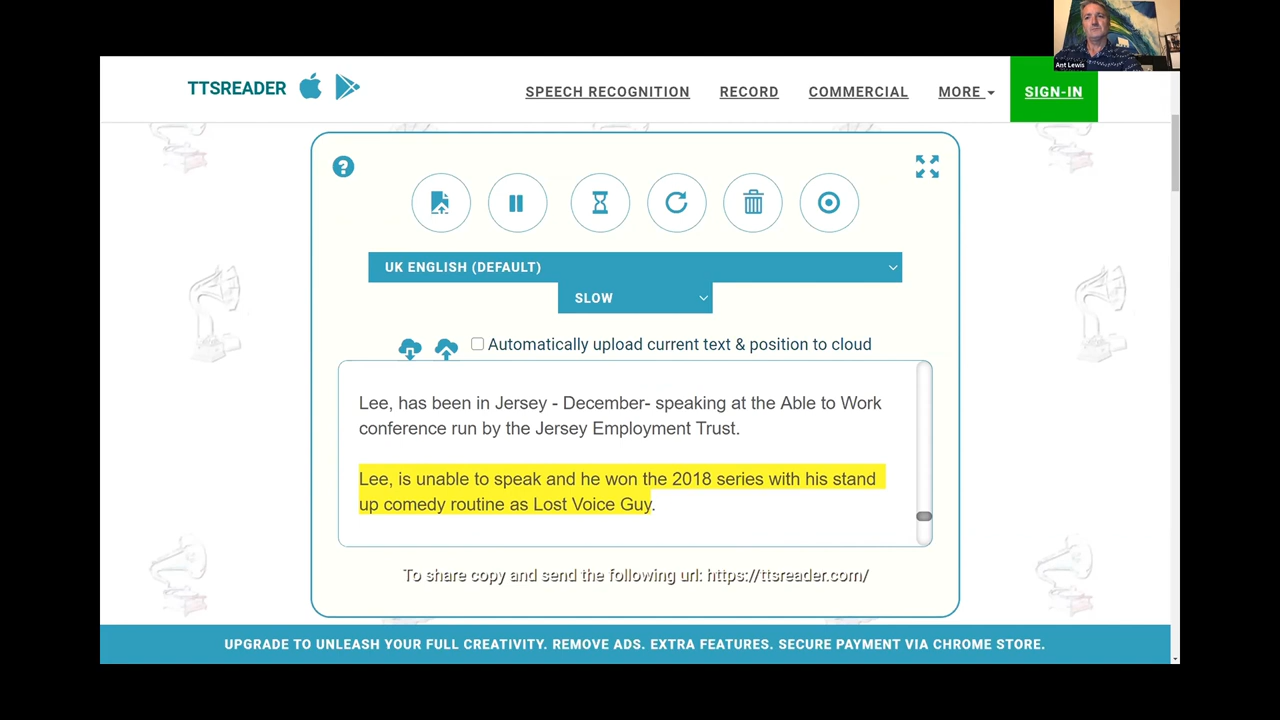 Ant Lewis
TTSREADER
SPEECH RECOGNITION
RECORD
COMMERCIAL
MORE
SIGN-IN
?
UK ENGLISH (DEFAULT)
SLOW
Automatically upload current text & position to cloud
Lee, has been in Jersey - December- speaking at the Able to Work
conference run by the Jersey Employment Trust.
Lee, is unable to speak and he won the 2018 series with his stand
up comedy routine as Lost Voice Guy.
To share copy and send the following url: https://ttsreader.com/
UPGRADE TO UNLEASH YOUR FULL CREATIVITY. REMOVE ADS. EXTRA FEATURES. SECURE PAYMENT VIA CHROME STORE.